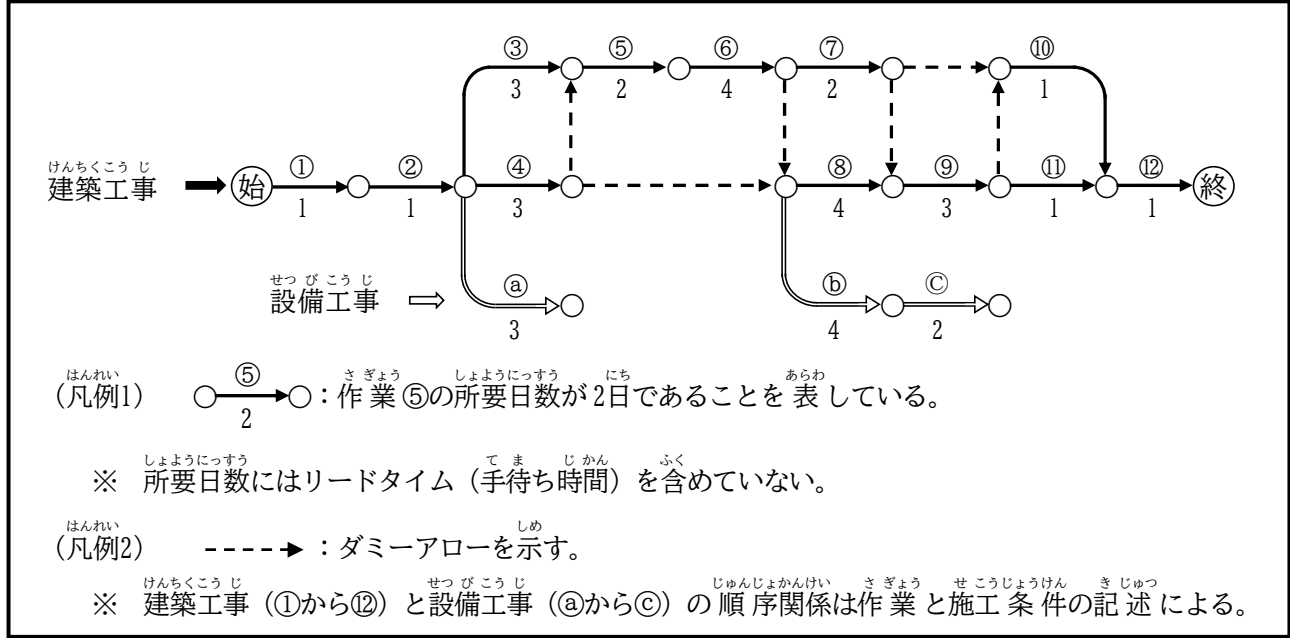 ③ ⑤ ⑥ ⑦ ⑩
3 2 4 2 1
けんちくこうじ
建築工事 始 ① ② ④ ⑧ ⑨ ⑪ ⑫ 終
1 1 3 4 3 1 1
せつびこうじ
設備工事 ⓐ ⓑ Ⓒ
3 4 2
はんれい さぎょう しょようにっすう にち あらわ
(凡例1) ⑤ 2 :作業⑤の所要日数が2日であることを表している。
しょようにっすう てまちじかん ふく
※ 所要日数にはリードタイム(手待ち時間)を含めていない。
はんれい しめ
(凡例2) :ダミーアローを示す。
けんちくこうじ せつびこうじ じゅんじょかんけい さぎょう せこうじょうけん きじゅつ
※ 建築工事(①から⑫)と設備工事(ⓐからⓒ)の順序関係は作業と施工条件の記述による。